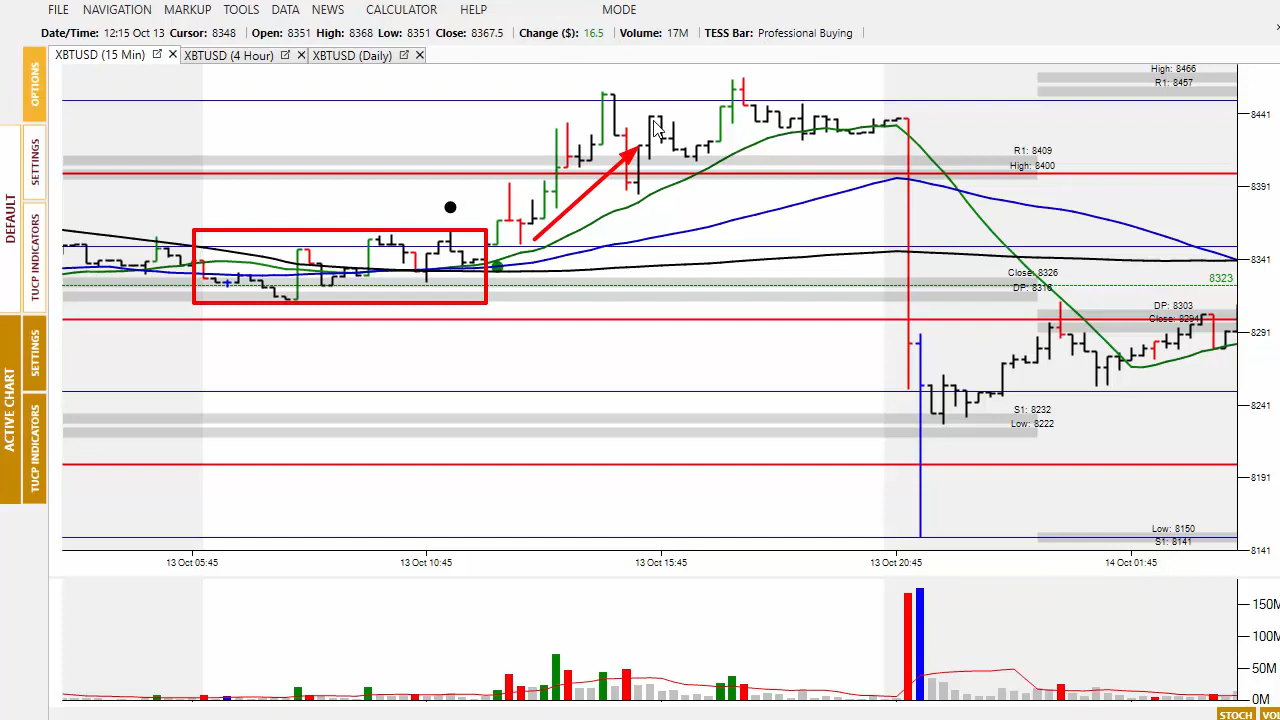 FILE NAVIGATION MARKUP TOOLS DATA NEWS CALCULATOR HELP MODE
Date/Time: 12:15 Oct 13 Cursor: 8348 Open: 8351 High: 8368 Low: 8351 Close: 8367.5 Change ($): 16.5 Volume: 17M TESS Bar: Professional Buying
XBTUSD (15 Min) XBTUSD (4 Hour) XBTUSD (Daily)
OPTIONS
SETTINGS
TUCP INDICATORS
DEFAULT
SETTINGS
TUCP INDICATORS
ACTIVE CHART
High: 8466
R1: 8457
8441
R1: 8409
High: 8400
8391
8341
Close: 8326
8323
DP: 8316
DP: 8303
Close: 8294
8291
S1: 8232
8241
Low: 8222
8191
Low: 8150
S1: 8141
8141
13 Oct 05:45 13 Oct 10:45 13 Oct 15:45 13 Oct 20:45 14 Oct 01:45
150M
100M
50M
0M
STOCH VOL